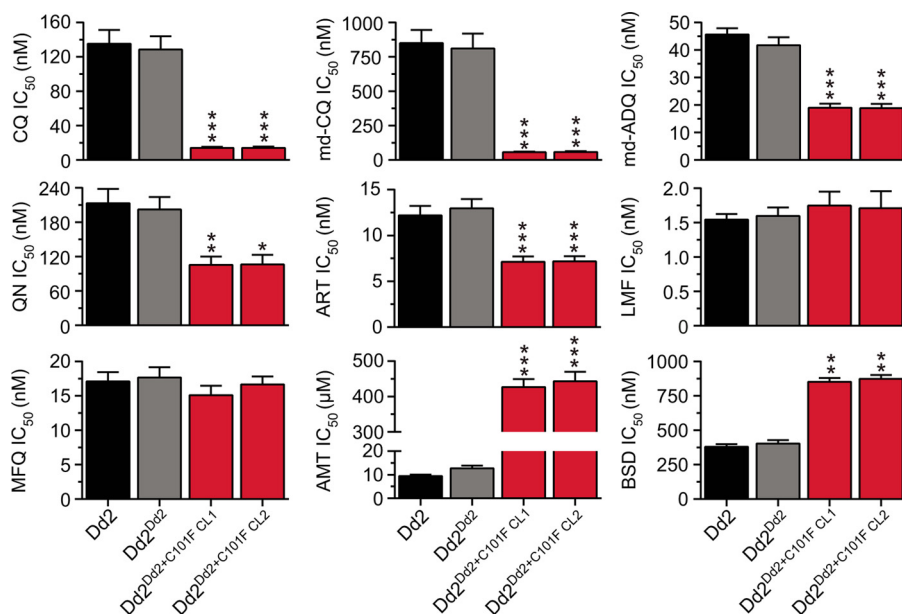 CQ IC50 (nM)
160
120
80
40
0
***
***
md-CQ IC50 (nM)
1000
750
500
250
0
***
***
md-ADQ IC50 (nM)
50
40
30
20
10
0
***
***
QN IC50 (nM)
240
180
120
60
0
**
*
ART IC50 (nM)
15
10
5
0
***
***
LMF IC50 (nM)
2.0
1.5
1.0
0.5
0
MFQ IC50 (nM)
20
15
10
5
0
AMT IC50 (µM)
500
400
300
20
10
0
***
***
BSD IC50 (nM)
1000
750
500
250
0
**
**
Dd2
Dd2Dd2
Dd2Dd2+C101F CL1
Dd2Dd2+C101F CL2
Dd2
Dd2Dd2
Dd2Dd2+C101F CL1
Dd2Dd2+C101F CL2
Dd2
Dd2Dd2
Dd2Dd2+C101F CL1
Dd2Dd2+C101F CL2